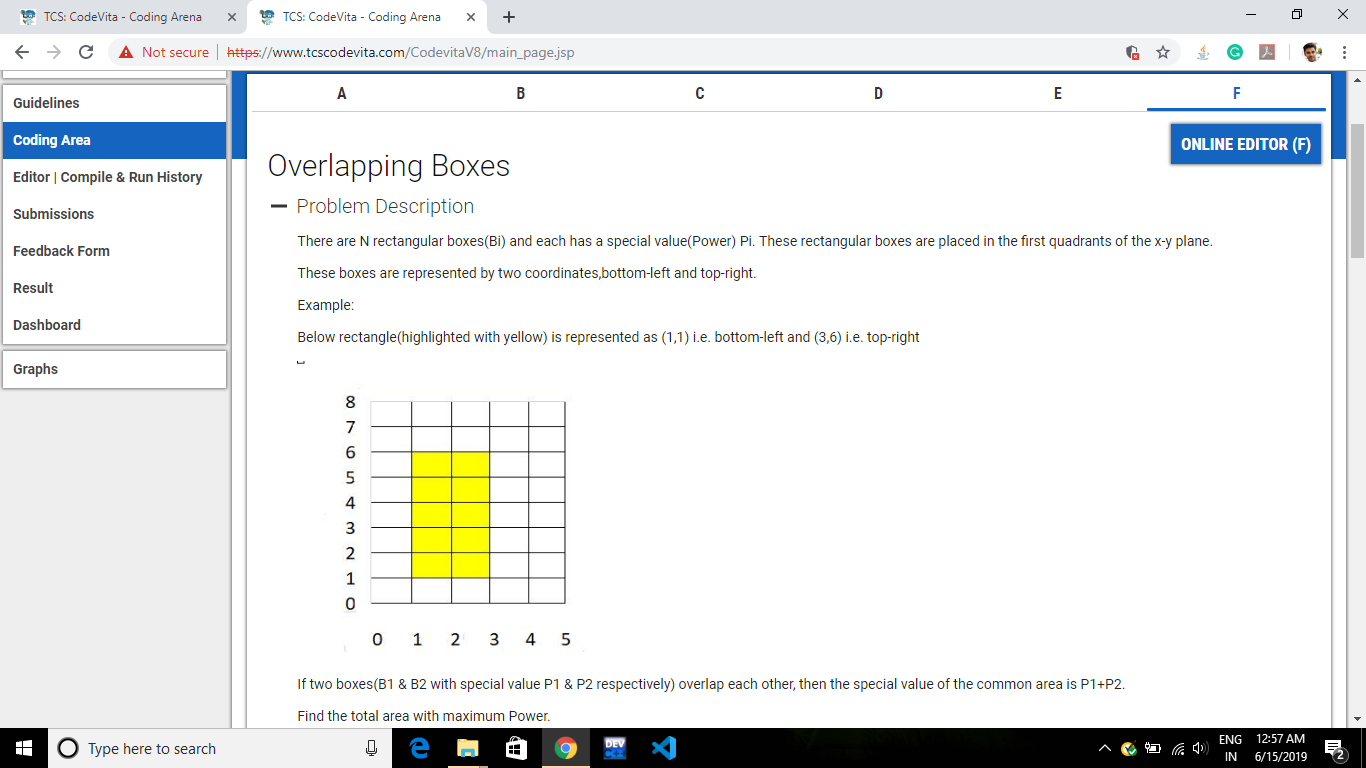 TCS: CodeVita - Coding Arena
TCS: CodeVita - Coding Arena
Not secure | https://www.tcscodevita.com/CodevitaV8/main_page.jsp
Guidelines
Coding Area
Editor | Compile & Run History
Submissions
Feedback Form
Result
Dashboard
Graphs
A B C D E F
ONLINE EDITOR (F)
Overlapping Boxes
Problem Description
There are N rectangular boxes(Bi) and each has a special value(Power) Pi. These rectangular boxes are placed in the first quadrants of the x-y plane.
These boxes are represented by two coordinates,bottom-left and top-right.
Example:
Below rectangle(highlighted with yellow) is represented as (1,1) i.e. bottom-left and (3,6) i.e. top-right
8
7
6
5
4
3
2
1
0
0 1 2 3 4 5
If two boxes(B1 & B2 with special value P1 & P2 respectively) overlap each other, then the special value of the common area is P1+P2.
Find the total area with maximum Power.
Type here to search
DEV
ENG
IN
12:57 AM
6/15/2019
2